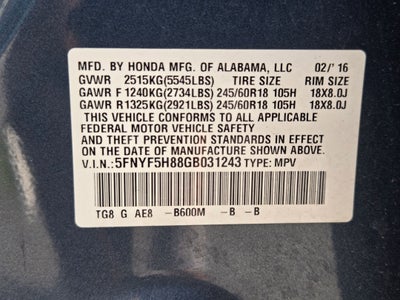 MFD. BY HONDA MFG. OF ALABAMA, LLC 02/'16
GVWR 2515KG(5545LBS) TIRE SIZE RIM SIZE
GAWR F 1240KG(2734LBS) 245/60R18 105H 18X8.0J
GAWR R 1325KG(2921LBS) 245/60R18 105H 18X8.0J
THIS VEHICLE CONFORMS TO ALL APPLICABLE
FEDERAL MOTOR VEHICLE SAFETY, BUMPER,
AND THEFT PREVENTION STANDARDS IN EFFECT
ON THE DATE OF MANUFACTURE SHOWN ABOVE.
V.I.N.: 5FNYF5H88GB031243 TYPE: MPV
TG8 G AE8 -B600M -B -B